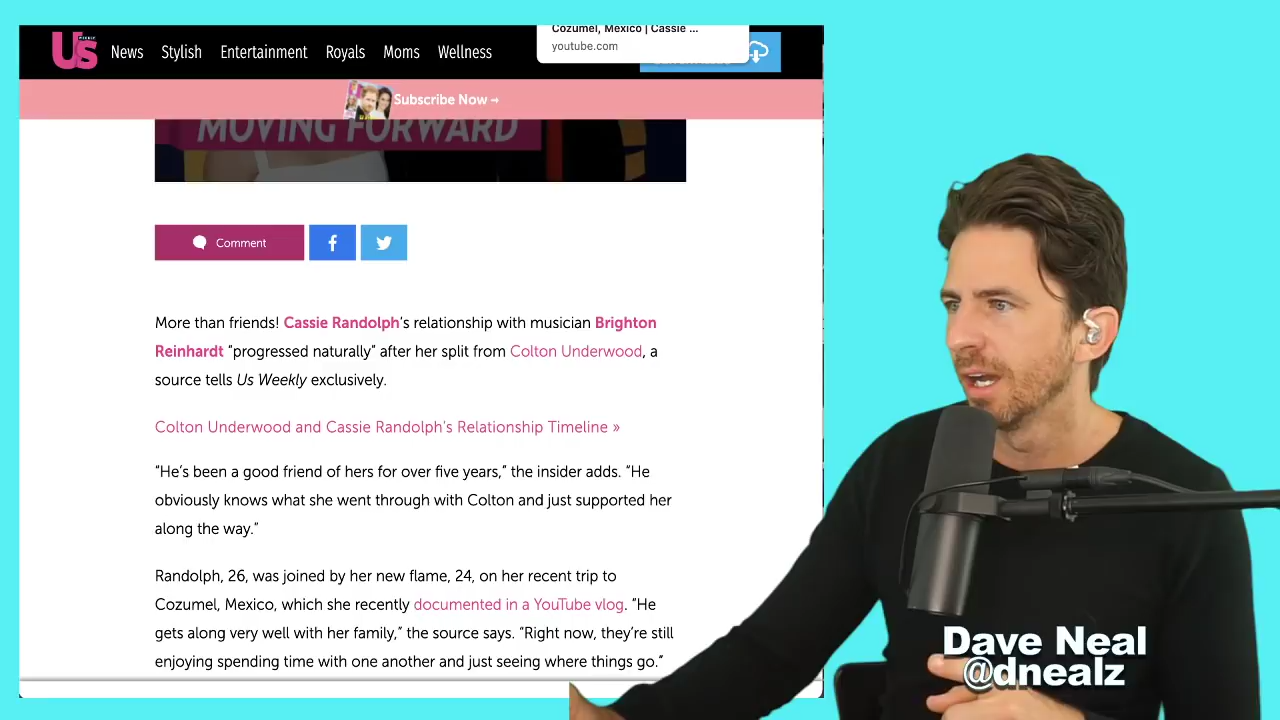 Us
WEEKLY
News
Stylish
Entertainment
Royals
Moms
Wellness
Cozumel, Mexico | Cassie ...
youtube.com
Subscribe Now →
MOVING FORWARD
Comment
More than friends! Cassie Randolph's relationship with musician Brighton
Reinhardt “progressed naturally” after her split from Colton Underwood, a
source tells Us Weekly exclusively.
Colton Underwood and Cassie Randolph's Relationship Timeline »
“He's been a good friend of hers for over five years,” the insider adds. “He
obviously knows what she went through with Colton and just supported her
along the way.”
Randolph, 26, was joined by her new flame, 24, on her recent trip to
Cozumel, Mexico, which she recently documented in a YouTube vlog. “He
gets along very well with her family,” the source says. “Right now, they're still
enjoying spending time with one another and just seeing where things go.”
Dave Neal
@dnealz